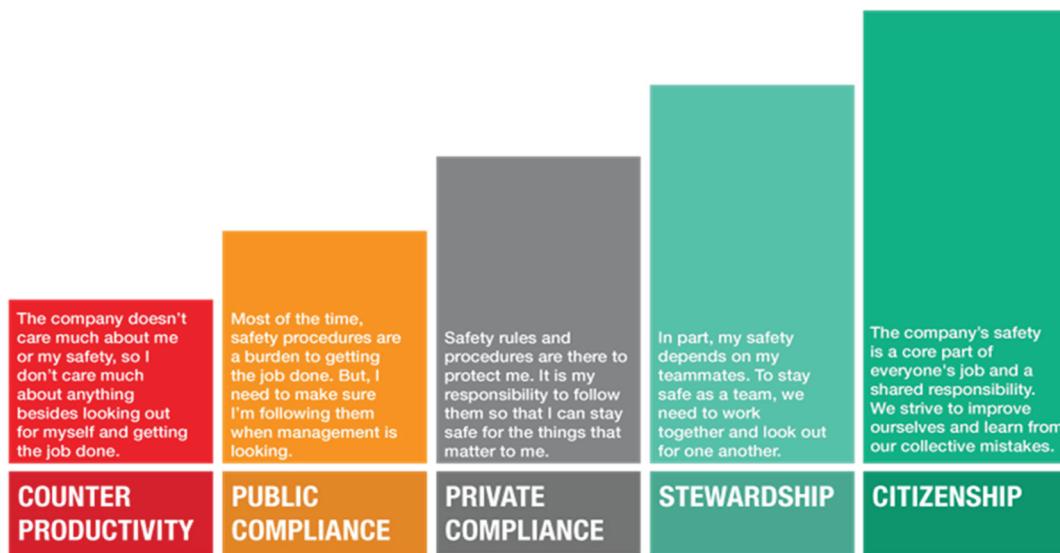 The company doesn't
care much about me
or my safety, so I
don't care much
about anything
besides looking out
for myself and getting
the job done.
COUNTER
PRODUCTIVITY
Most of the time,
safety procedures are
a burden to getting
the job done. But, I
need to make sure
I'm following them
when management is
looking.
PUBLIC
COMPLIANCE
Safety rules and
procedures are there to
protect me. It is my
responsibility to follow
them so that I can stay
safe for the things that
matter to me.
PRIVATE
COMPLIANCE
In part, my safety
depends on my
teammates. To stay
safe as a team, we
need to work
together and look out
for one another.
STEWARDSHIP
The company's safety
is a core part of
everyone's job and a
shared responsibility.
We strive to improve
ourselves and learn from
our collective mistakes.
CITIZENSHIP